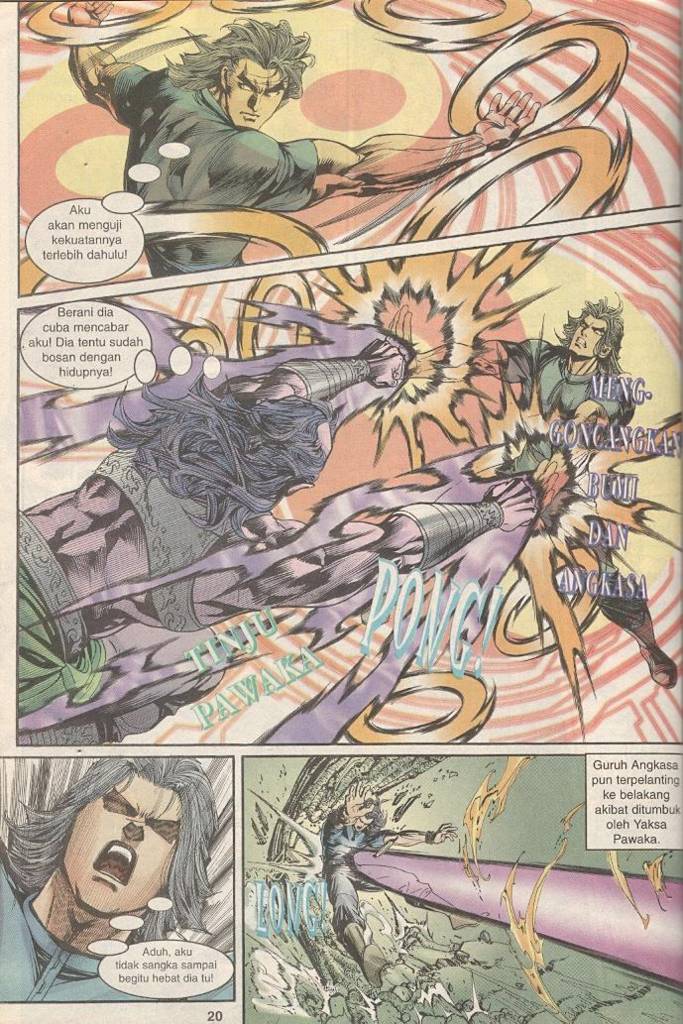 Aku
akan menguji
kekuatannya
terlebih dahulu!
Berani dia
cuba mencabar
aku! Dia tentu sudah
bosan dengan
hidupnya!
MENG-
GONCANGKAN
BUMI
DAN
ANGKASA
PONG!
TINJU
PAWAKA
Aduh, aku
tidak sangka sampai
begitu hebat dia tu!
Guruh Angkasa
pun terpelanting
ke belakang
akibat ditumbuk
oleh Yaksa
Pawaka.
LONG!
20